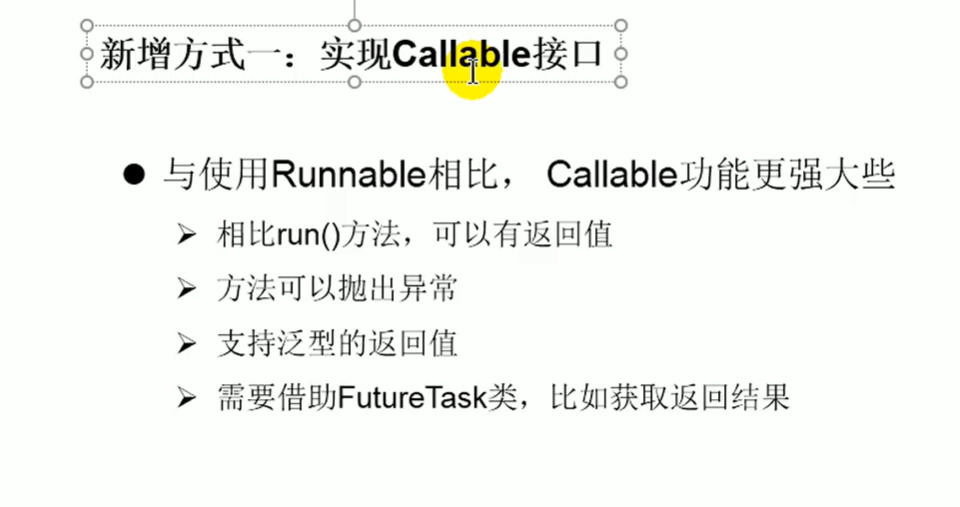 新增方式一：实现Callable接口
与使用Runnable相比， Callable功能更强大些
相比run()方法，可以有返回值
方法可以抛出异常
支持泛型的返回值
需要借助FutureTask类，比如获取返回结果